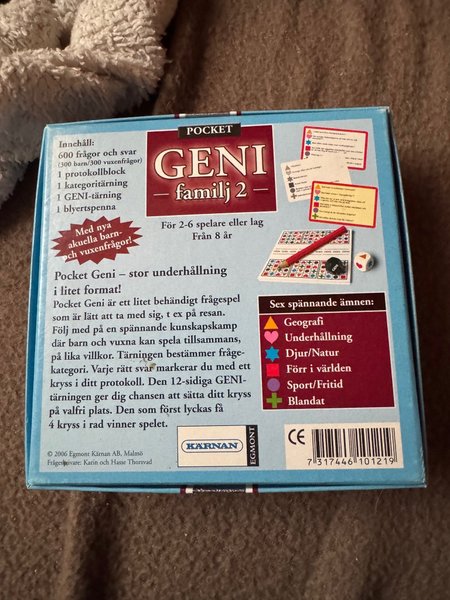 POCKET
GENI
– familj 2 –
För 2-6 spelare eller lag
Från 8 år
Innehåll:
600 frågor och svar
(300 barn/300 vuxenfrågor)
1 protokollblock
1 kategoritärning
1 GENI-tärning
1 blyertspenna
Med nya
akuella barn-
och vuxenfrågor!
Pocket Geni – stor underhållning
i litet format!
Pocket Geni är ett litet behändigt frågespel
som är lätt att ta med sig, t ex på resan.
Följ med på en spännande kunskapskamp
där barn och vuxna kan spela tillsammans,
på lika villkor. Tärningen bestämmer fråge-
kategori. Varje rätt svar markerar du med ett
kryss i ditt protokoll. Den 12-sidiga GENI-
tärningen ger dig chansen att sätta ditt kryss
på valfri plats. Den som först lyckas få
4 kryss i rad vinner spelet.
Sex spännande ämnen:
Geografi
Underhållning
Djur/Natur
Förr i världen
Sport/Fritid
Blandat
© 2006 Egmont Kärnan AB, Malmö
Frågeskrivare: Karin och Hasse Thorsvad
KÄRNAN
EGMONT
CE
7 317446 101219